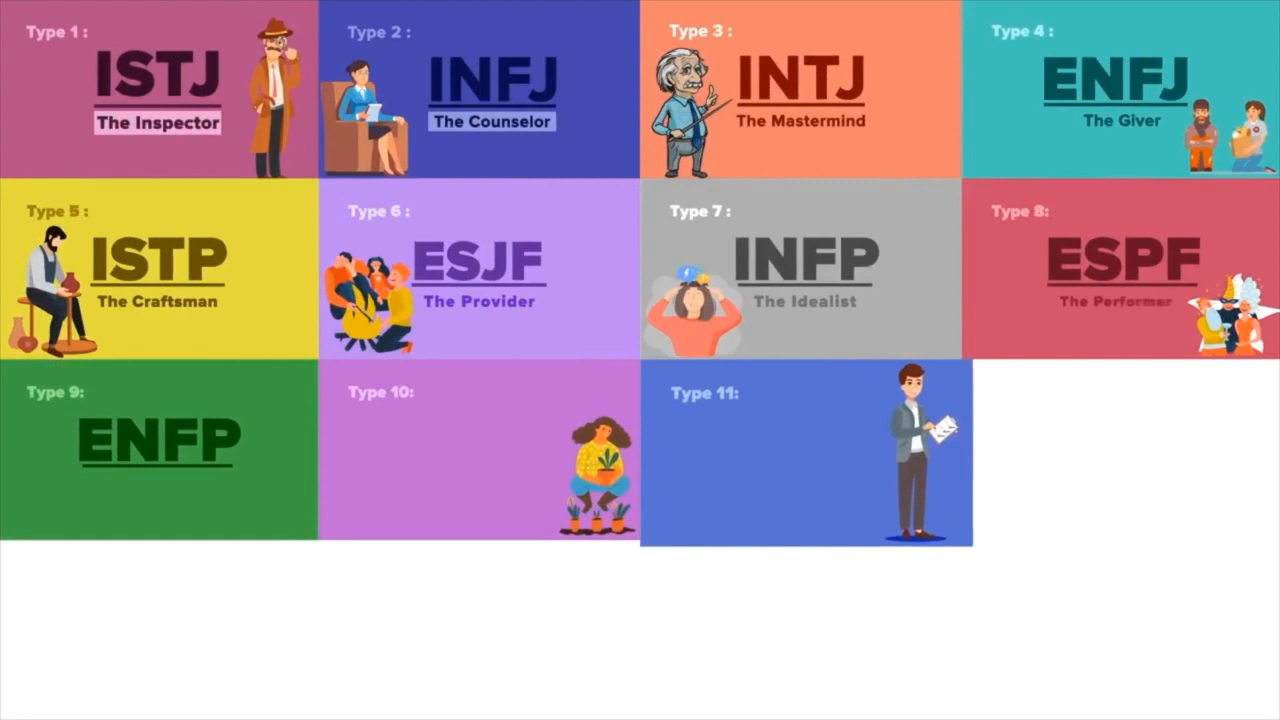 Type 1 :
ISTJ
The Inspector
Type 2 :
INFJ
The Counselor
Type 3 :
INTJ
The Mastermind
Type 4 :
ENFJ
The Giver
Type 5 :
ISTP
The Craftsman
Type 6 :
ESJF
The Provider
Type 7 :
INFP
The Idealist
Type 8:
ESPF
The Performer
Type 9:
ENFP
Type 10:
Type 11: